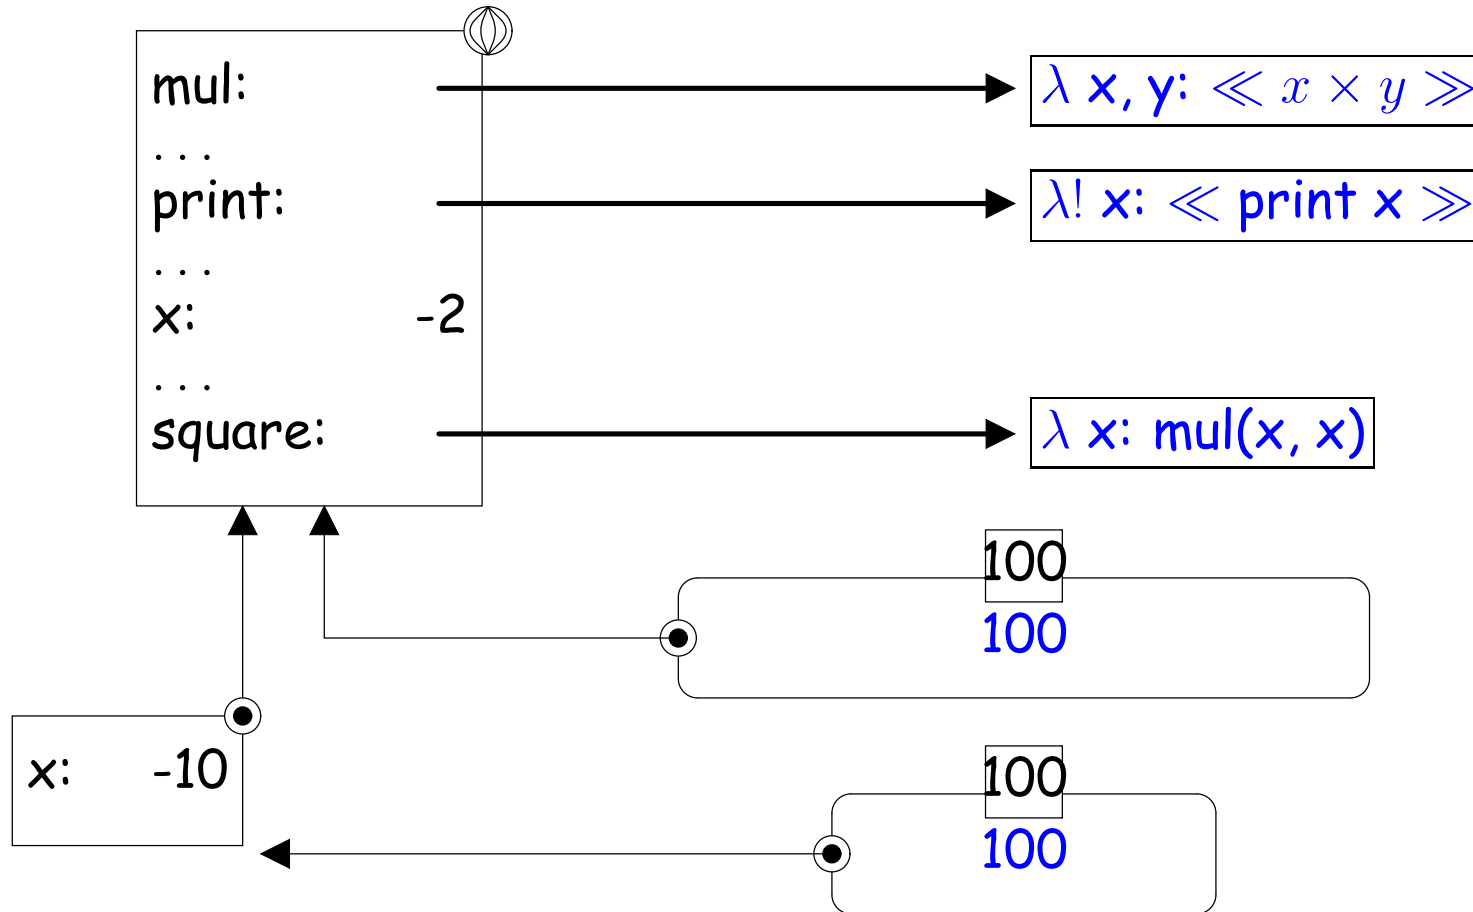 mul: λ x, y: ≪ x × y ≫
...
print: λ! x: ≪ print x ≫
...
x: -2
...
square: λ x: mul(x, x)
100
100
x: -10
100
100